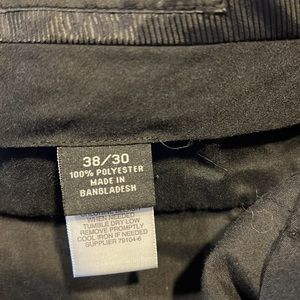 38/30
100% POLYESTER
MADE IN
BANGLADESH
WHEN NEEDED
TUMBLE DRY LOW
REMOVE PROMPTLY
COOL IRON IF NEEDED
SUPPLIER 79104-6